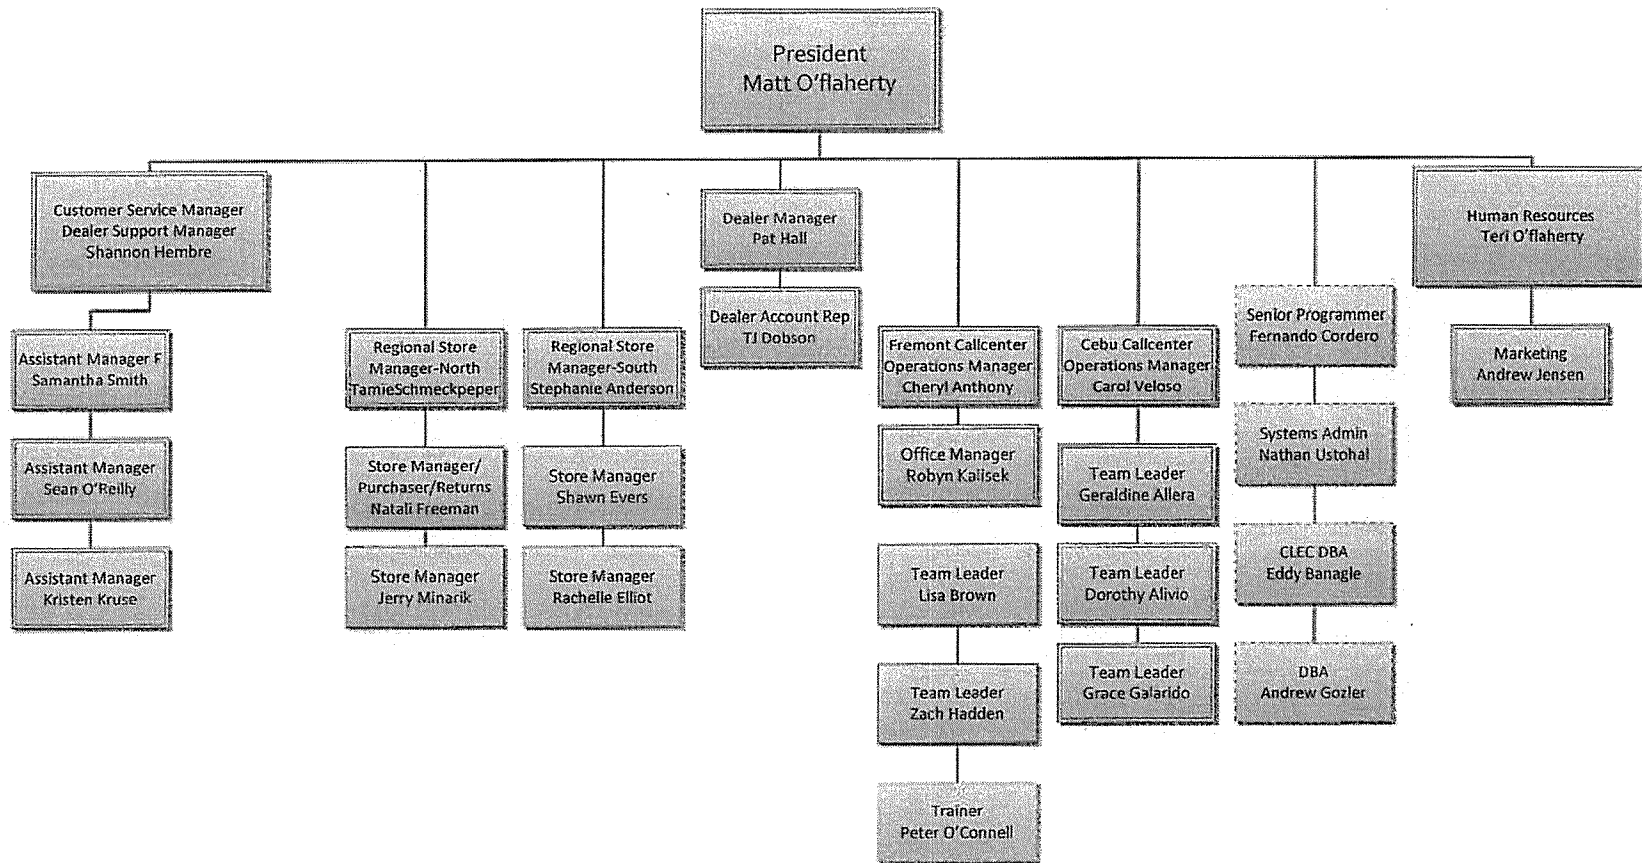 President
Matt O'flaherty
Customer Service Manager
Dealer Support Manager
Shannon Hembre
Assistant Manager F
Samantha Smith
Assistant Manager
Sean O'Reilly
Assistant Manager
Kristen Kruse
Regional Store
Manager-North
TamieSchmeckpeper
Store Manager/
Purchaser/Returns
Natali Freeman
Store Manager
Jerry Minarik
Regional Store
Manager-South
Stephanie Anderson
Store Manager
Shawn Evers
Store Manager
Rachelle Elliot
Dealer Manager
Pat Hall
Dealer Account Rep
TJ Dobson
Fremont Callcenter
Operations Manager
Cheryl Anthony
Office Manager
Robyn Kalisek
Team Leader
Lisa Brown
Team Leader
Zach Hadden
Trainer
Peter O'Connell
Cebu Callcenter
Operations Manager
Carol Veloso
Team Leader
Geraldine Allera
Team Leader
Dorothy Alivio
Team Leader
Grace Galarido
Senior Programmer
Fernando Cordero
Systems Admin
Nathan Ustohal
CLEC DBA
Eddy Banagle
DBA
Andrew Gozler
Human Resources
Teri O'flaherty
Marketing
Andrew Jensen